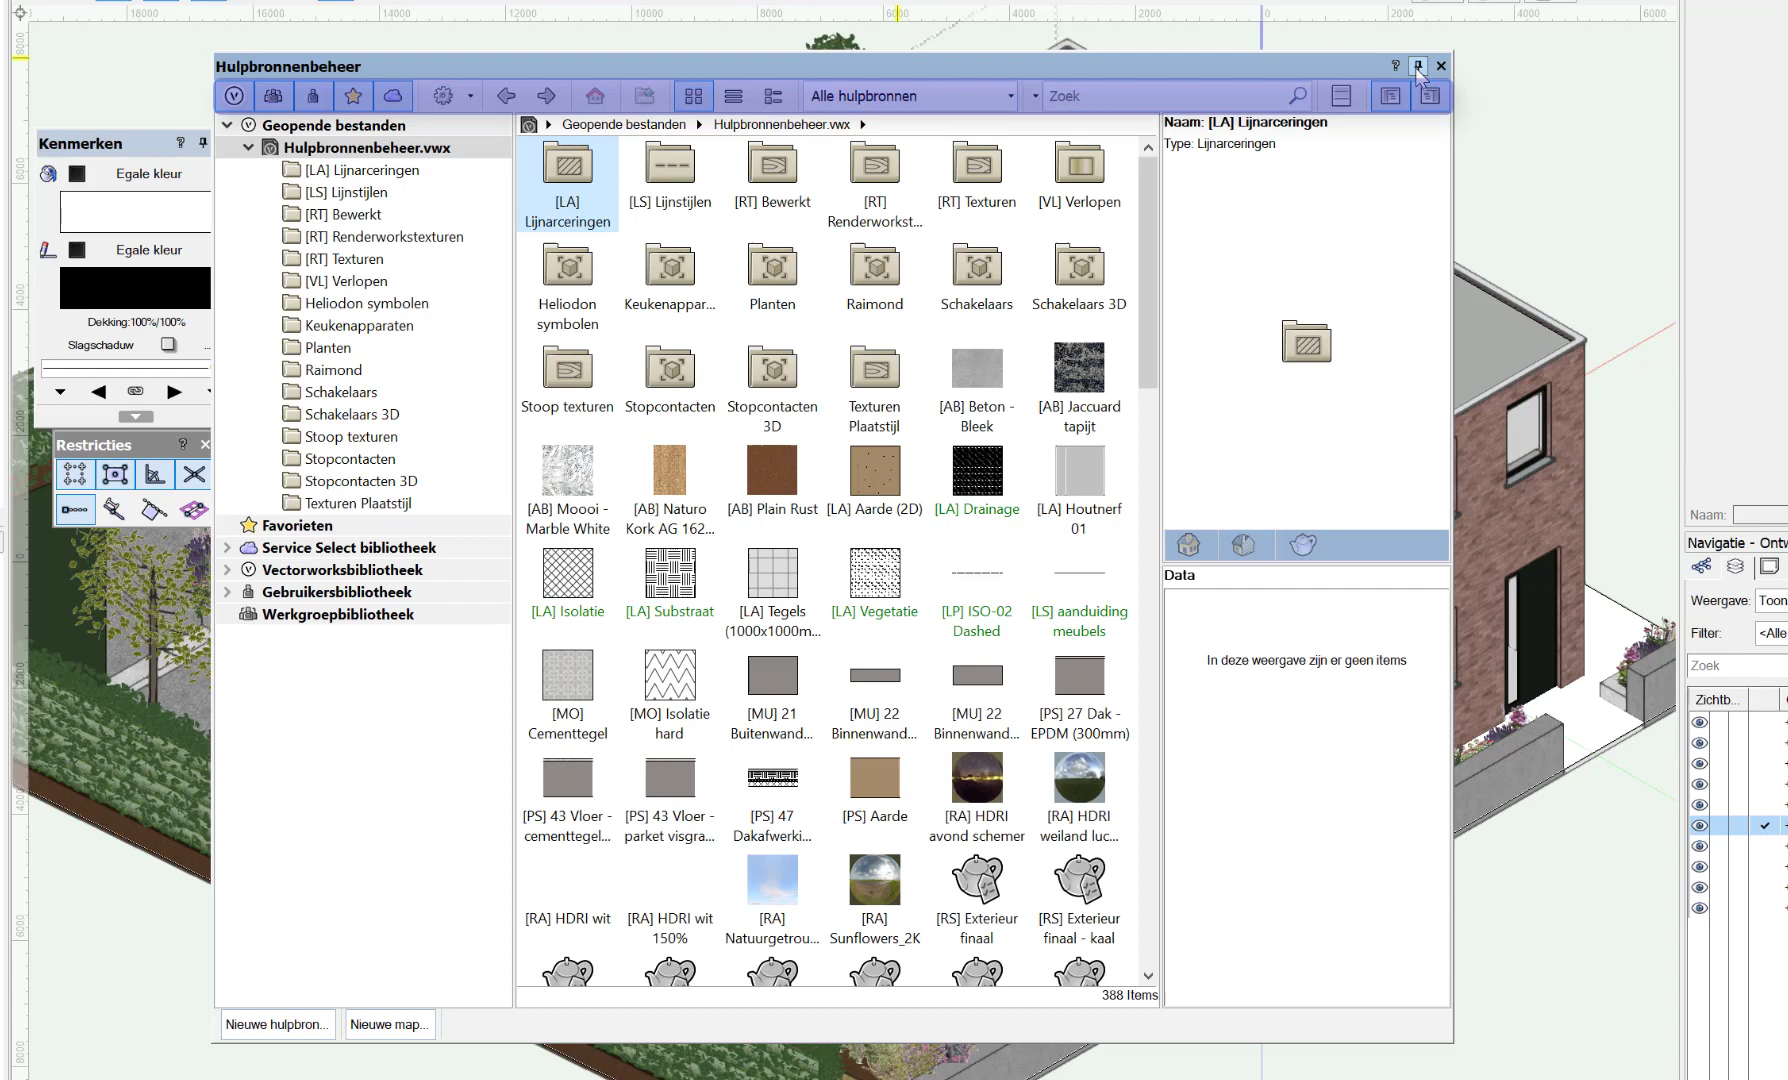 18000
16000
14000
12000
10000
8000
6000
4000
2000
0
2000
4000
6000
Hulpbronnenbeheer
?
Alle hulpbronnen
Zoek
Geopende bestanden
Hulpbronnenbeheer.vwx
[LA] Lijnarceringen
[LS] Lijnstijlen
[RT] Bewerkt
[RT] Renderworkstexturen
[RT] Texturen
[VL] Verlopen
Heliodon symbolen
Keukenapparaten
Planten
Raimond
Schakelaars
Schakelaars 3D
Stoop texturen
Stopcontacten
Stopcontacten 3D
Texturen Plaatstijl
Favorieten
Service Select bibliotheek
Vectorworksbibliotheek
Gebruikersbibliotheek
Werkgroepbibliotheek
Geopende bestanden
Hulpbronnenbeheer.vwx
[LA]
Lijnarceringen
[LS] Lijnstijlen
[RT] Bewerkt
[RT]
Renderworkst...
[RT] Texturen
[VL] Verlopen
Heliodon
symbolen
Keukenappar...
Planten
Raimond
Schakelaars
Schakelaars 3D
Stoop texturen
Stopcontacten
Stopcontacten
3D
Texturen
Plaatstijl
[AB] Beton -
Bleek
[AB] Jaccuard
tapijt
[AB] Moooi -
Marble White
[AB] Naturo
Kork AG 162...
[AB] Plain Rust
[LA] Aarde (2D)
[LA] Drainage
[LA] Houtnerf
01
[LA] Isolatie
[LA] Substraat
[LA] Tegels
(1000x1000m...
[LA] Vegetatie
[LP] ISO-02
Dashed
[LS] aanduiding
meubels
[MO]
Cementtegel
[MO] Isolatie
hard
[MU] 21
Buitenwand...
[MU] 22
Binnenwand...
[MU] 22
Binnenwand...
[PS] 27 Dak -
EPDM (300mm)
[PS] 43 Vloer -
cementtegel...
[PS] 43 Vloer -
parket visgra...
[PS] 47
Dakafwerki...
[PS] Aarde
[RA] HDRI
avond schemer
[RA] HDRI
weiland luc...
[RA] HDRI wit
[RA] HDRI wit
150%
[RA]
Natuurgetrou...
[RA]
Sunflowers_2K
[RS] Exterieur
finaal
[RS] Exterieur
finaal - kaal
388 Items
Nieuwe hulpbron...
Nieuwe map...
Naam: [LA] Lijnarceringen
Type: Lijnarceringen
Data
In deze weergave zijn er geen items
Kenmerken
?
Egale kleur
Egale kleur
Dekking:100%/100%
Slagschaduw
...
Restricties
?
Naam:
Navigatie - Ontw
Weergave:
Toon
Filter:
<Alle
Zoek
Zichtb...